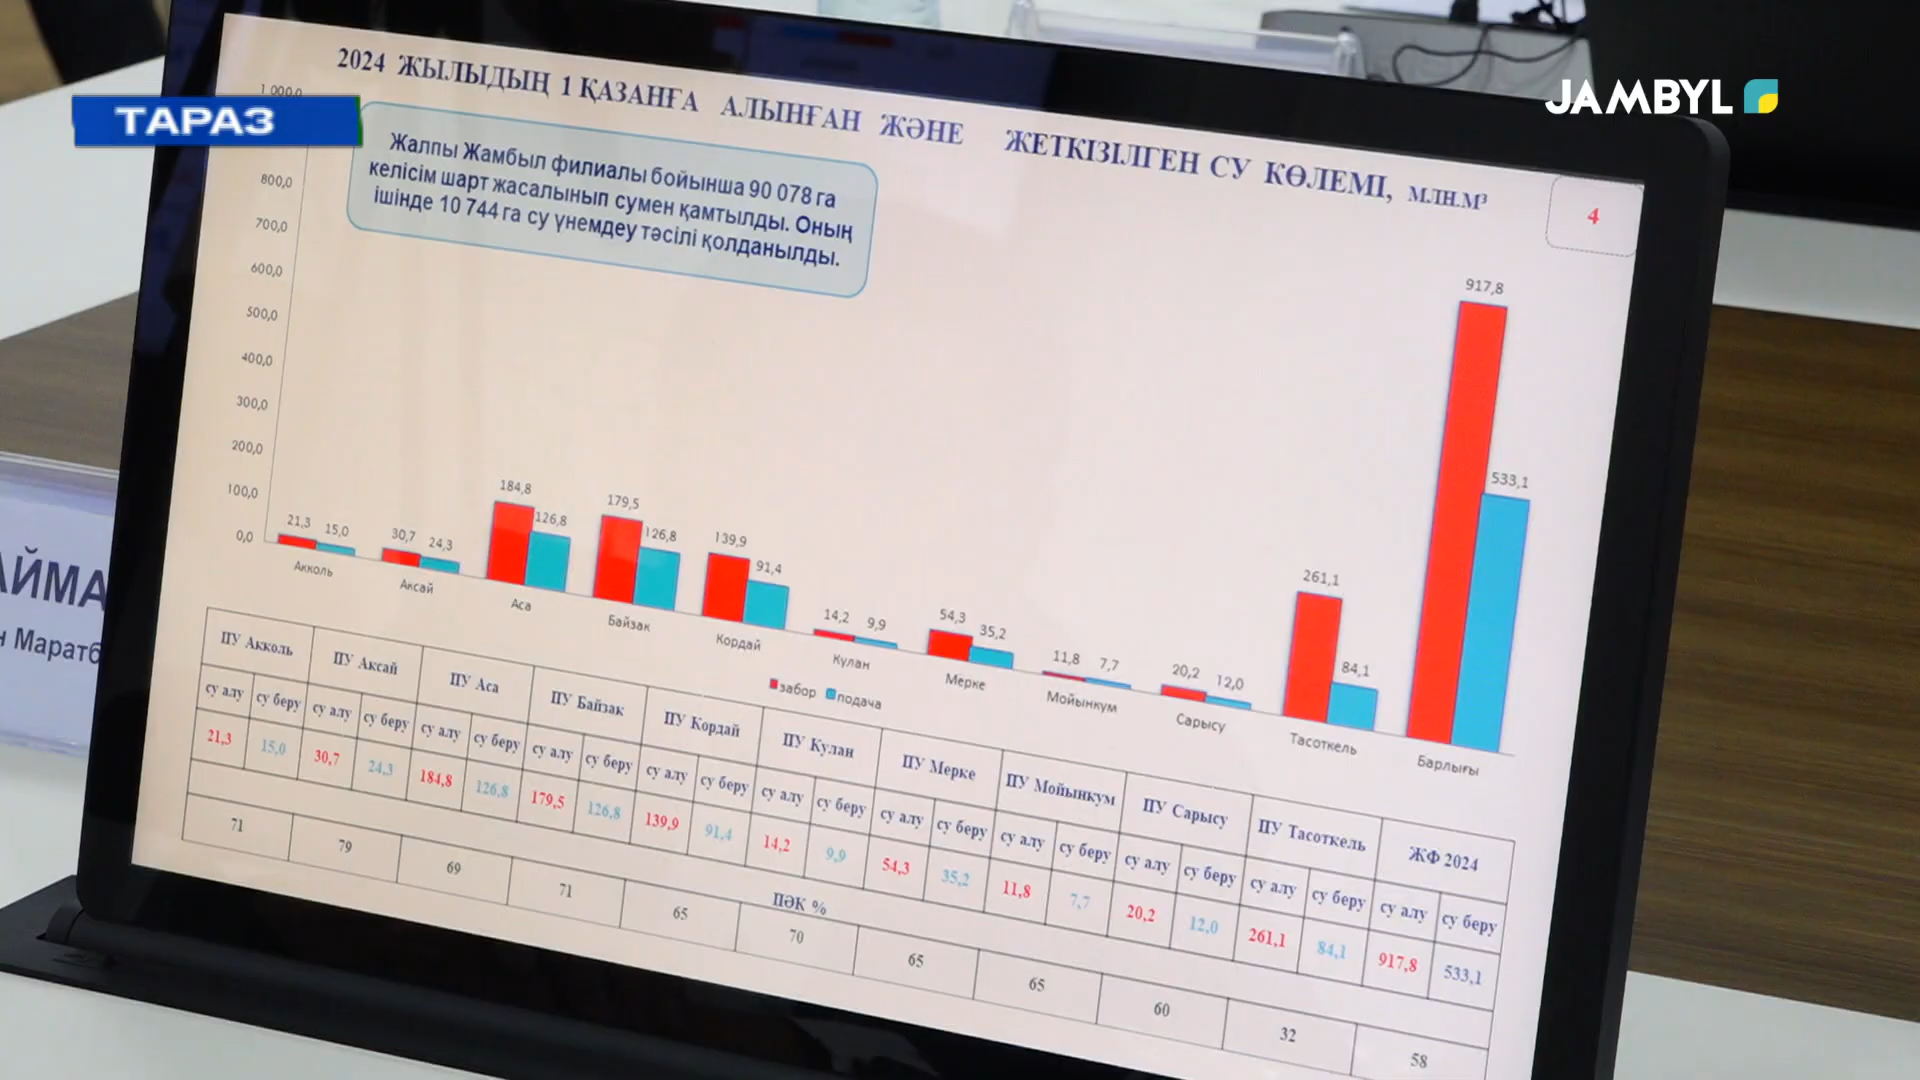 ТАРАЗ
JAMBYL
2024 ЖЫЛЫДЫҢ 1 ҚАЗАНҒА АЛЫНҒАН ЖӘНЕ ЖЕТКІЗІЛГЕН СУ КӨЛЕМІ, МЛН.М³
4
Жалпы Жамбыл филиалы бойынша 90 078 га
келісім шарт жасалынып сумен қамтылды. Оның
ішінде 10 744 га су үнемдеу тәсілі қолданылды.
1 000,0
800,0
700,0
600,0
500,0
400,0
300,0
200,0
100,0
0,0
21,3 15,0 30,7 24,3 184,8 126,8 179,5 126,8 139,9 91,4 14,2 9,9 54,3 35,2 11,8 7,7 20,2 12,0 261,1 84,1 917,8 533,1
Акколь Аксай Аса Байзак Кордай Кулан Мерке Мойынкум Сарысу Тасоткель Барлығы
забор подача
ПУ Акколь ПУ Аксай ПУ Аса ПУ Байзак ПУ Кордай ПУ Кулан ПУ Мерке ПУ Мойынкум ПУ Сарысу ПУ Тасоткель ЖФ 2024
су алу су беру су алу су беру су алу су беру су алу су беру су алу су беру су алу су беру су алу су беру су алу су беру су алу су беру су алу су беру су алу су беру
21,3 15,0 30,7 24,3 184,8 126,8 179,5 126,8 139,9 91,4 14,2 9,9 54,3 35,2 11,8 7,7 20,2 12,0 261,1 84,1 917,8 533,1
ПӘК %
71 79 69 71 65 70 65 65 60 32 58